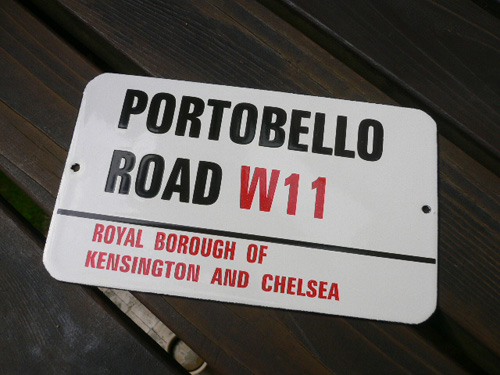 PORTOBELLO
ROAD W11
ROYAL BOROUGH OF
KENSINGTON AND CHELSEA